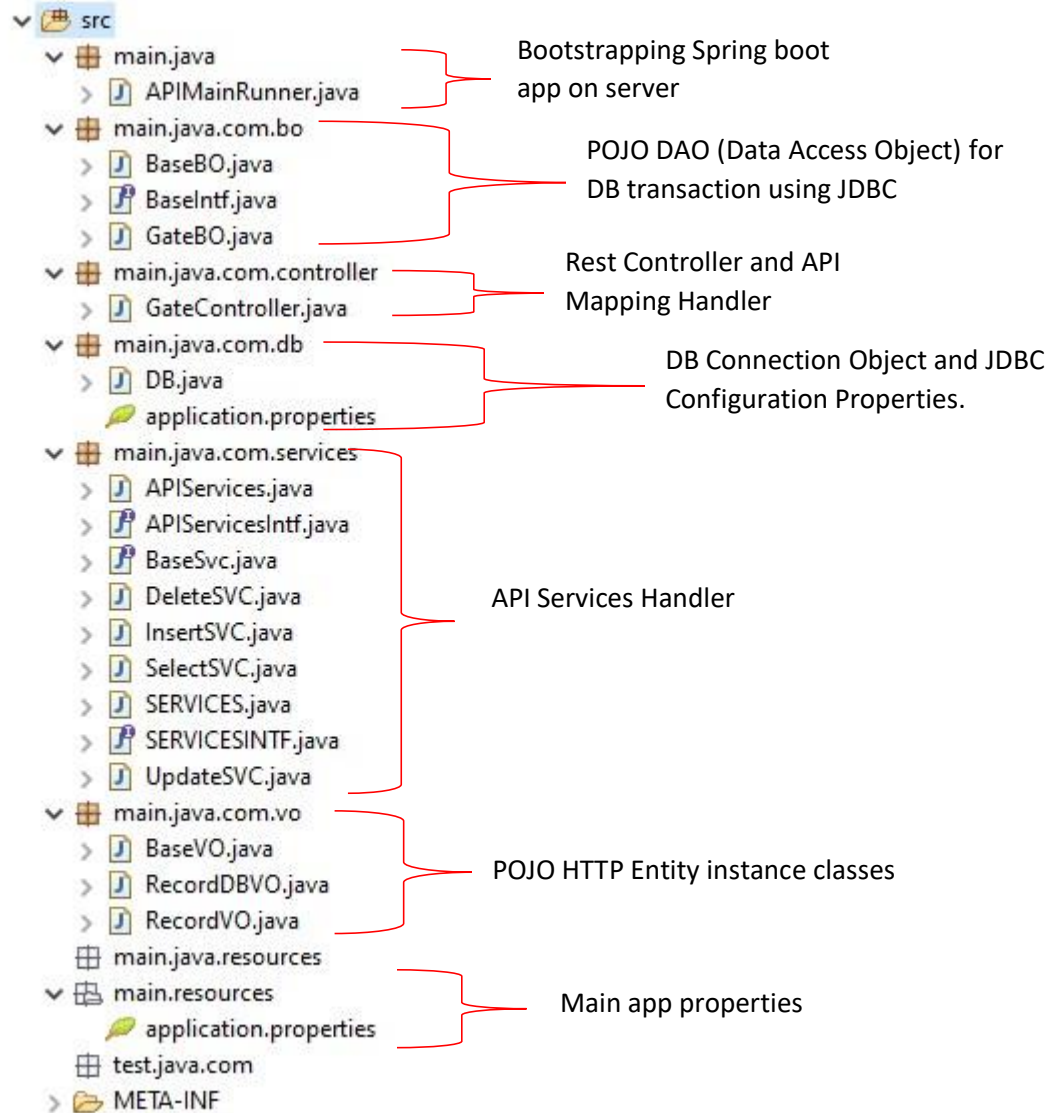 src
main.java
APIMainRunner.java
Bootstrapping Spring boot
app on server
main.java.com.bo
BaseBO.java
BaseIntf.java
GateBO.java
POJO DAO (Data Access Object) for
DB transaction using JDBC
main.java.com.controller
GateController.java
Rest Controller and API
Mapping Handler
main.java.com.db
DB.java
application.properties
DB Connection Object and JDBC
Configuration Properties.
main.java.com.services
APIServices.java
APIServicesIntf.java
BaseSvc.java
DeleteSVC.java
InsertSVC.java
SelectSVC.java
SERVICES.java
SERVICESINTF.java
UpdateSVC.java
API Services Handler
main.java.com.vo
BaseVO.java
RecordDBVO.java
RecordVO.java
POJO HTTP Entity instance classes
main.java.resources
main.resources
application.properties
Main app properties
test.java.com
META-INF